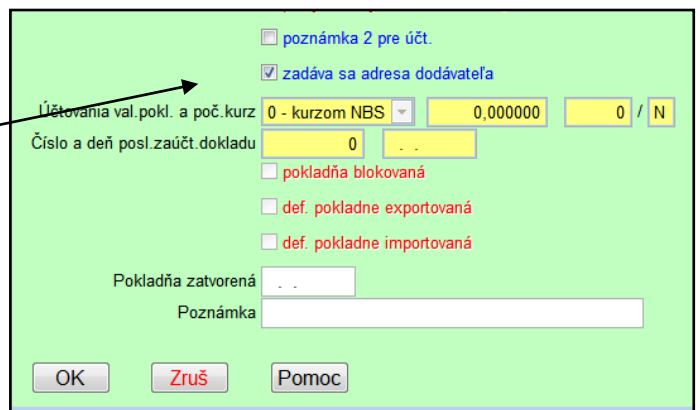 poznámka 2 pre účt.
zadáva sa adresa dodávateľa
Účtovania val.pokl. a poč.kurz 0 - kurzom NBS 0,000000 0 / N
Číslo a deň posl.zaúčt.dokladu 0 . .
pokladňa blokovaná
def. pokladne exportovaná
def. pokladne importovaná
Pokladňa zatvorená . .
Poznámka
OK Zruš Pomoc